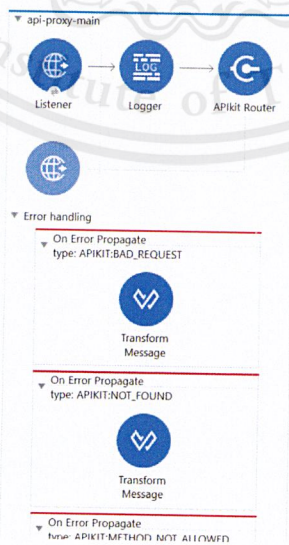 api-proxy-main
LOG
Listener
Logger
APIkit Router
Error handling
On Error Propagate
type: APIKIT:BAD_REQUEST
Transform
Message
On Error Propagate
type: APIKIT:NOT_FOUND
Transform
Message
On Error Propagate
type: APIKIT:METHOD_NOT_ALLOWED